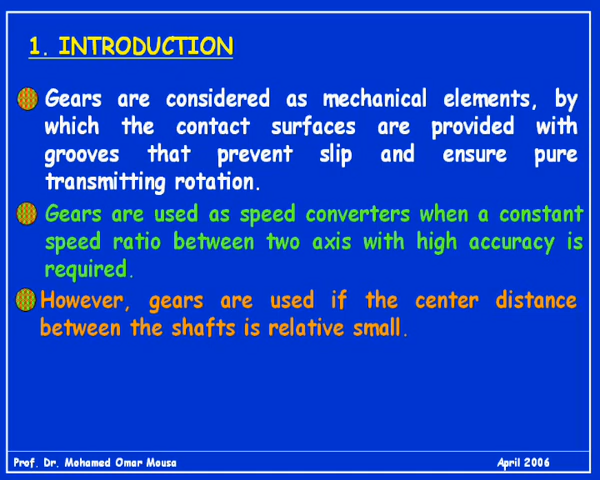 1. INTRODUCTION
Gears are considered as mechanical elements, by
which the contact surfaces are provided with
grooves that prevent slip and ensure pure
transmitting rotation.
Gears are used as speed converters when a constant
speed ratio between two axis with high accuracy is
required.
However, gears are used if the center distance
between the shafts is relative small.
Prof. Dr. Mohamed Omar Mousa
April 2006